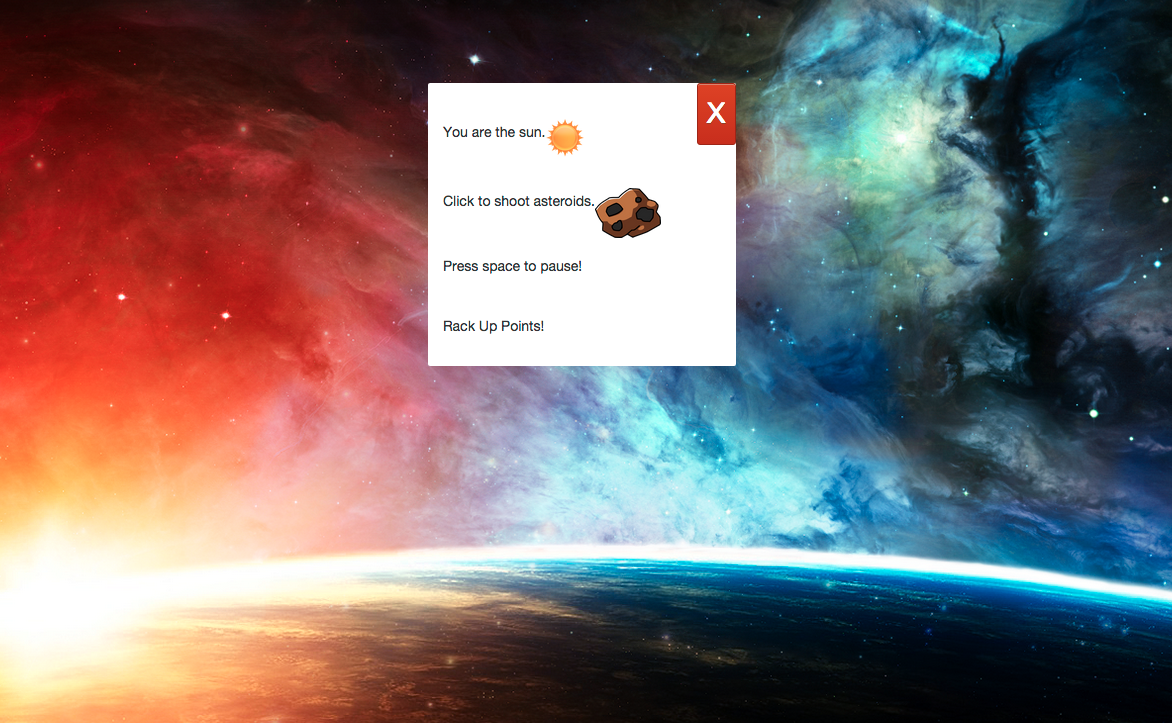 X
You are the sun.
Click to shoot asteroids.
Press space to pause!
Rack Up Points!